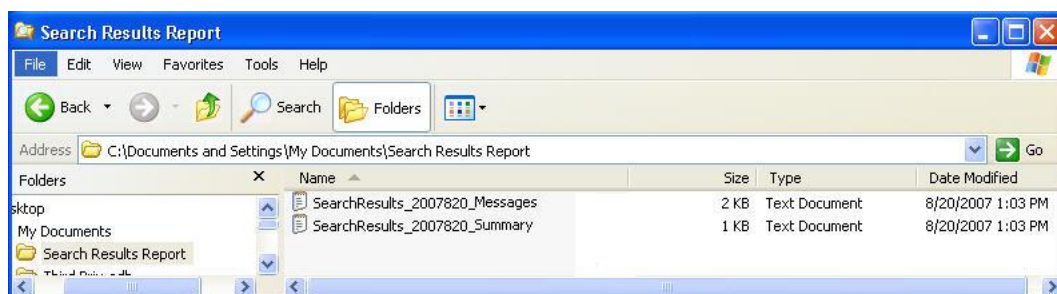 Search Results Report
File Edit View Favorites Tools Help
Back Search Folders
Address C:\Documents and Settings\My Documents\Search Results Report Go
Folders X Name Size Type Date Modified
sktop SearchResults_2007820_Messages 2 KB Text Document 8/20/2007 1:03 PM
My Documents SearchResults_2007820_Summary 1 KB Text Document 8/20/2007 1:03 PM
Search Results Report